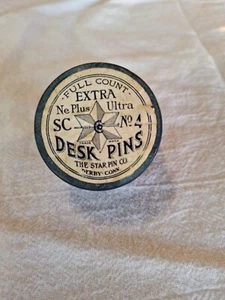 - FULL COUNT -
EXTRA
Ne Plus Ultra
SC No 4
DESK PINS
THE STAR PIN CO
DERBY CONN